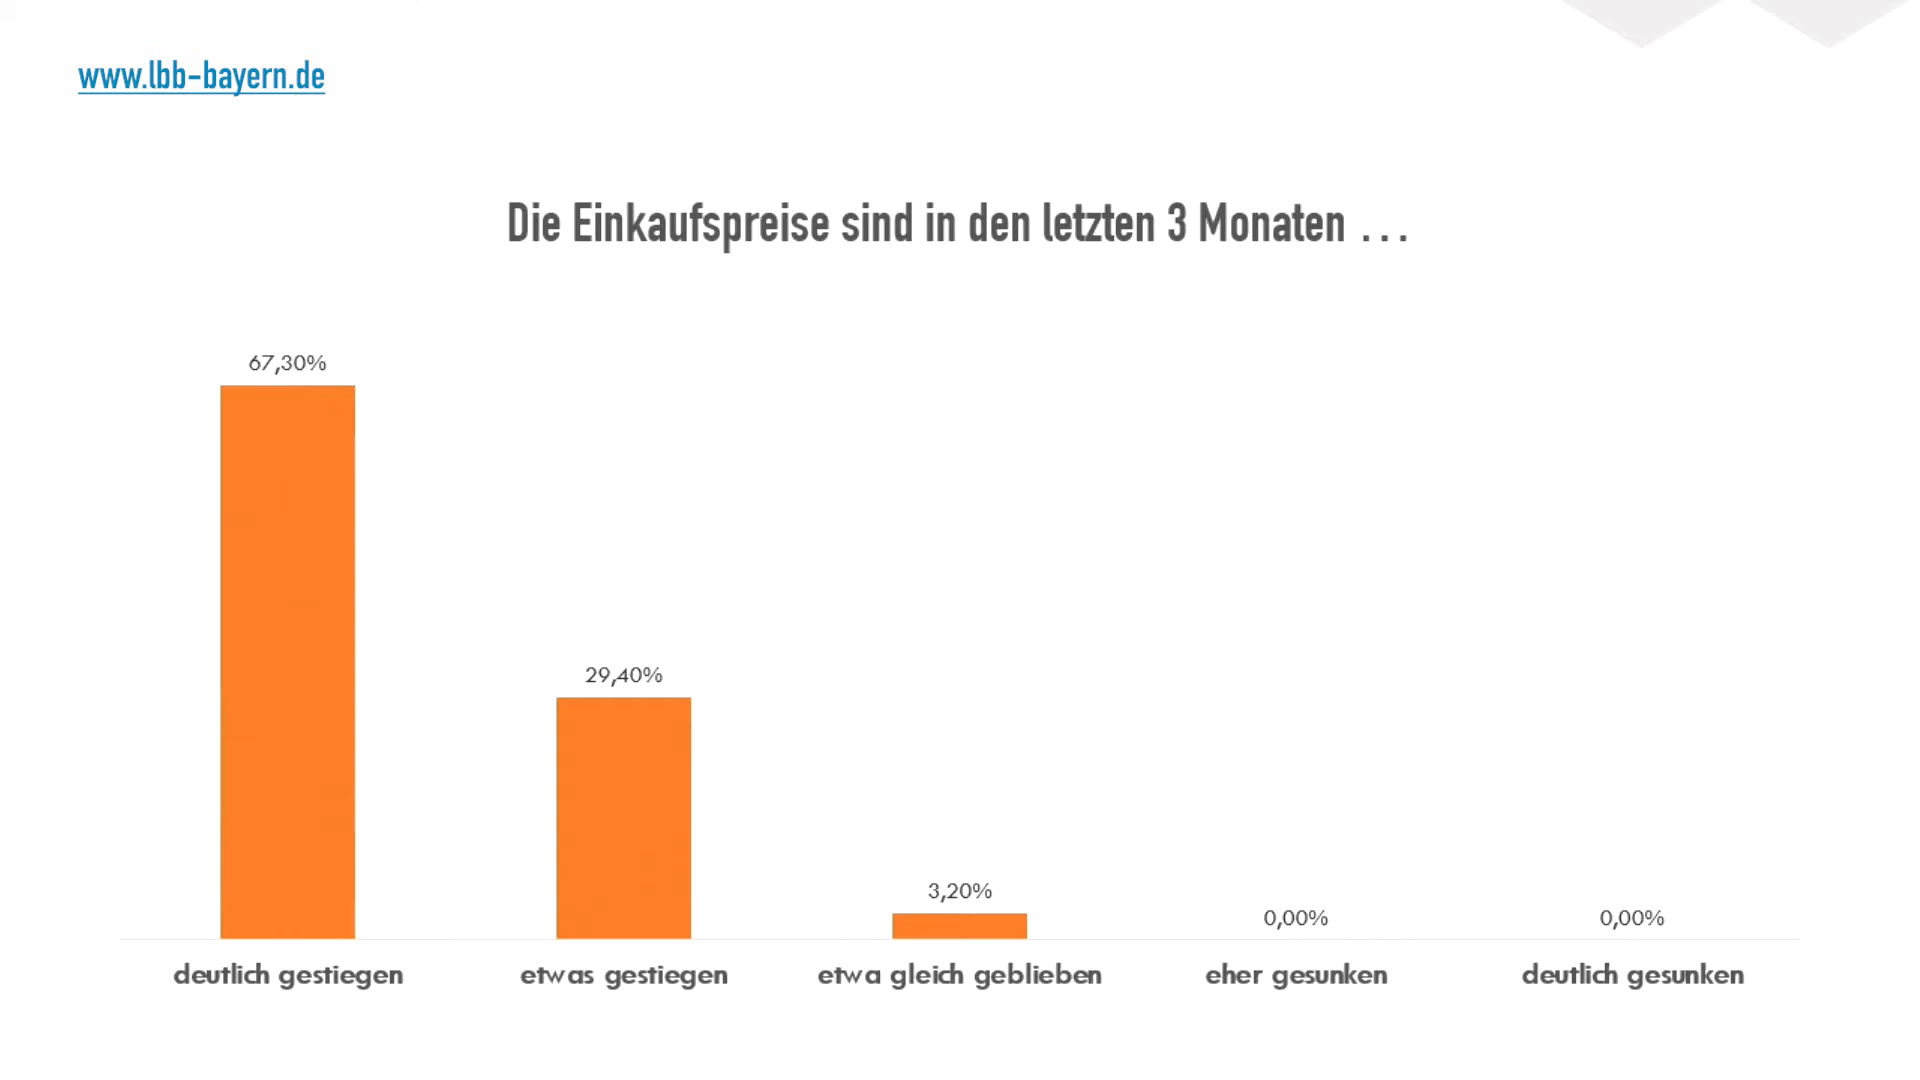 www.lbb-bayern.de
Die Einkaufspreise sind in den letzten 3 Monaten ...
67,30%
29,40%
3,20%
0,00%
0,00%
deutlich gestiegen
etwas gestiegen
etwa gleich geblieben
eher gesunken
deutlich gesunken